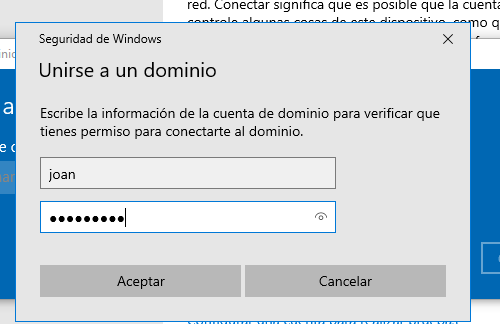 red. Conectar significa que es posible que la cuenta
controle algunas cosas de este dispositivo, como q
Seguridad de Windows
Unirse a un dominio
Escribe la información de la cuenta de dominio para verificar que
tienes permiso para conectarte al dominio.
joan
●●●●●●●●●
Aceptar
Cancelar